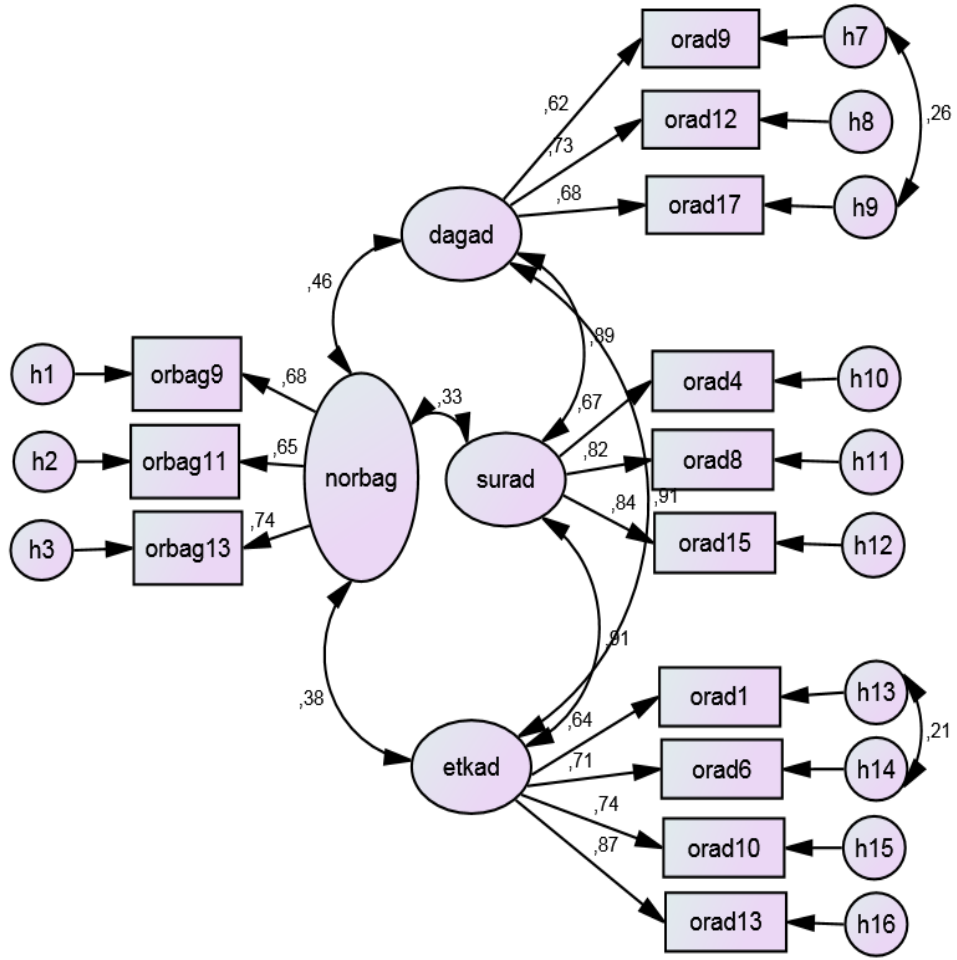 orad9
h7
,26
,62
orad12
h8
,73
,68
orad17
h9
dagad
,46
,89
h1
orbag9
,68
,33
,67
orad4
h10
h2
orbag11
,65
norbag
surad
,82
orad8
h11
,91
h3
orbag13
,74
,84
orad15
h12
,91
,38
,64
orad1
h13
,21
etkad
,71
orad6
h14
,74
orad10
h15
,87
orad13
h16